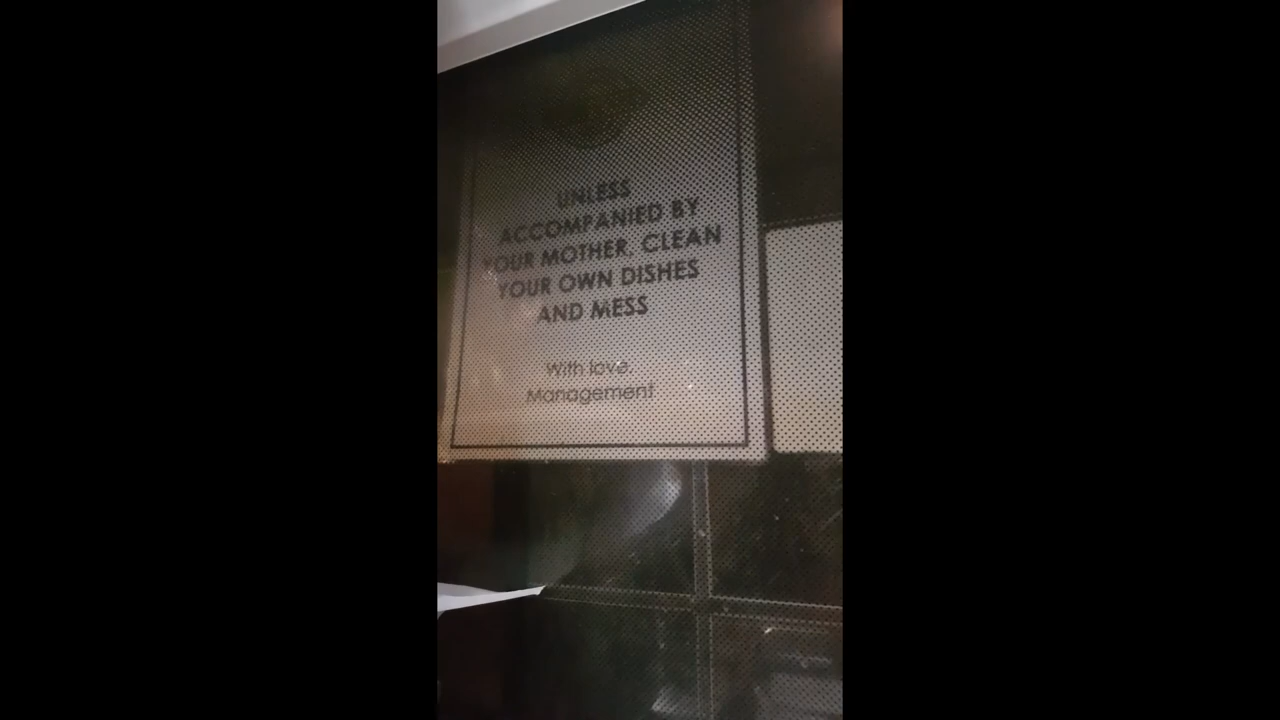 UNLESS
ACCOMPANIED BY
YOUR MOTHER, CLEAN
YOUR OWN DISHES
AND MESS
With love,
Management